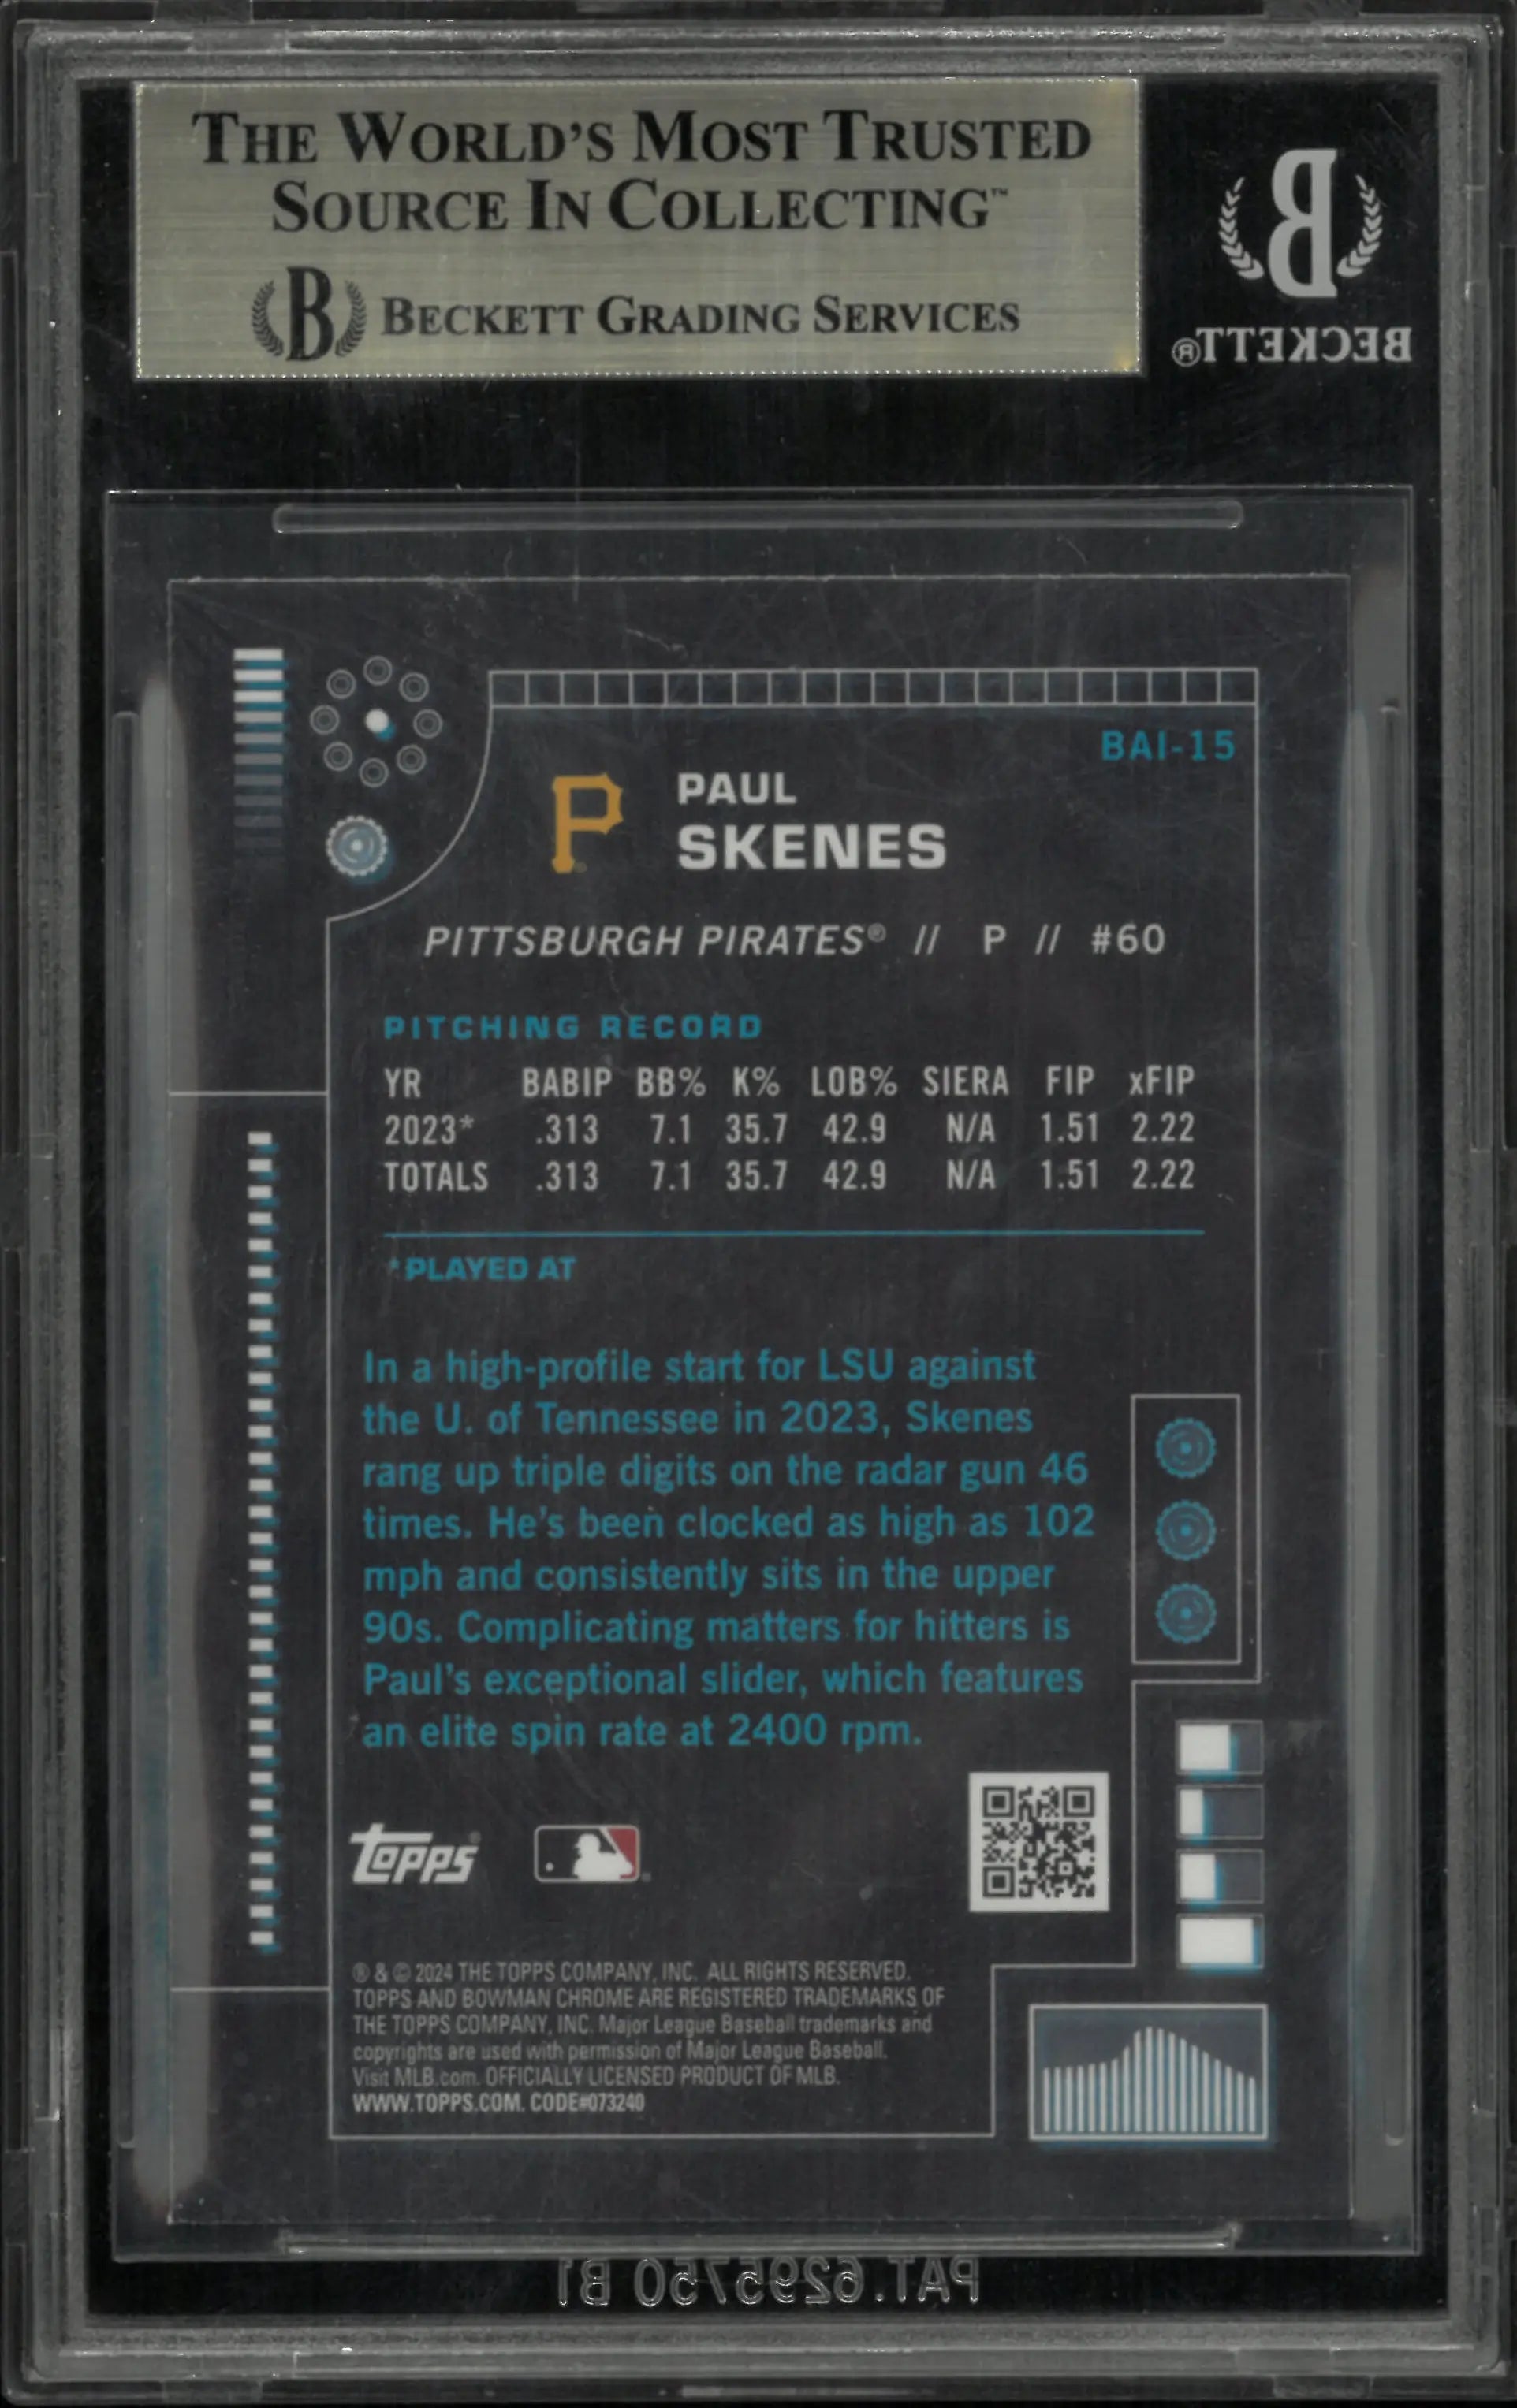 THE WORLD'S MOST TRUSTED
SOURCE IN COLLECTING™
B BECKETT GRADING SERVICES
B
BECKETT®
BAI-15
P
PAUL
SKENES
PITTSBURGH PIRATES® // P // #60
PITCHING RECORD
YR BABIP BB% K% LOB% SIERA FIP xFIP
2023* .313 7.1 35.7 42.9 N/A 1.51 2.22
TOTALS .313 7.1 35.7 42.9 N/A 1.51 2.22
*PLAYED AT
In a high-profile start for LSU against
the U. of Tennessee in 2023, Skenes
rang up triple digits on the radar gun 46
times. He's been clocked as high as 102
mph and consistently sits in the upper
90s. Complicating matters for hitters is
Paul's exceptional slider, which features
an elite spin rate at 2400 rpm.
TOPPS®
® & © 2024 THE TOPPS COMPANY, INC. ALL RIGHTS RESERVED.
TOPPS AND BOWMAN CHROME ARE REGISTERED TRADEMARKS OF
THE TOPPS COMPANY, INC. Major League Baseball trademarks and
copyrights are used with permission of Major League Baseball.
Visit MLB.com. OFFICIALLY LICENSED PRODUCT OF MLB.
WWW.TOPPS.COM. CODE#073240
PAT.6295750 B1